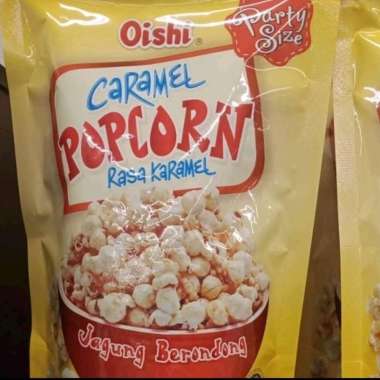 Oishi®
Party
Size
CARAMEL
POPCORN
RASA KARAMEL
Jagung Berondong